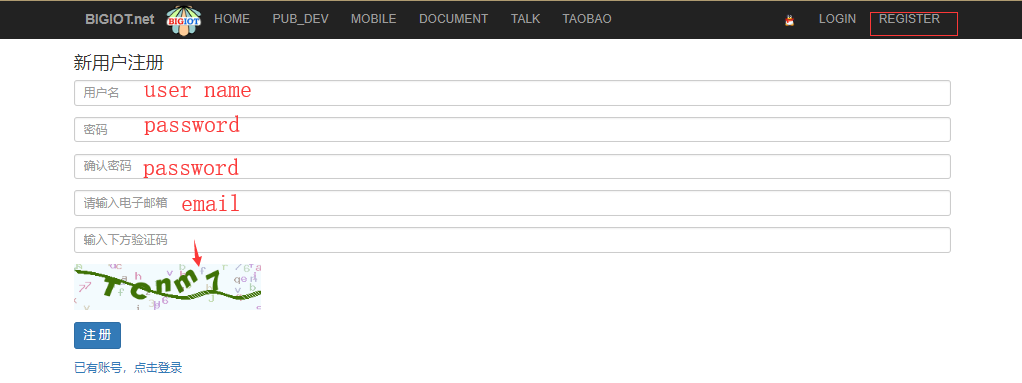 BIGIOT.net BIGIOT HOME PUB_DEV MOBILE DOCUMENT TALK TAOBAO LOGIN REGISTER
新用户注册
用户名 user name
密码 password
确认密码 password
请输入电子邮箱 email
输入下方验证码
Tcnm7
注册
已有账号，点击登录